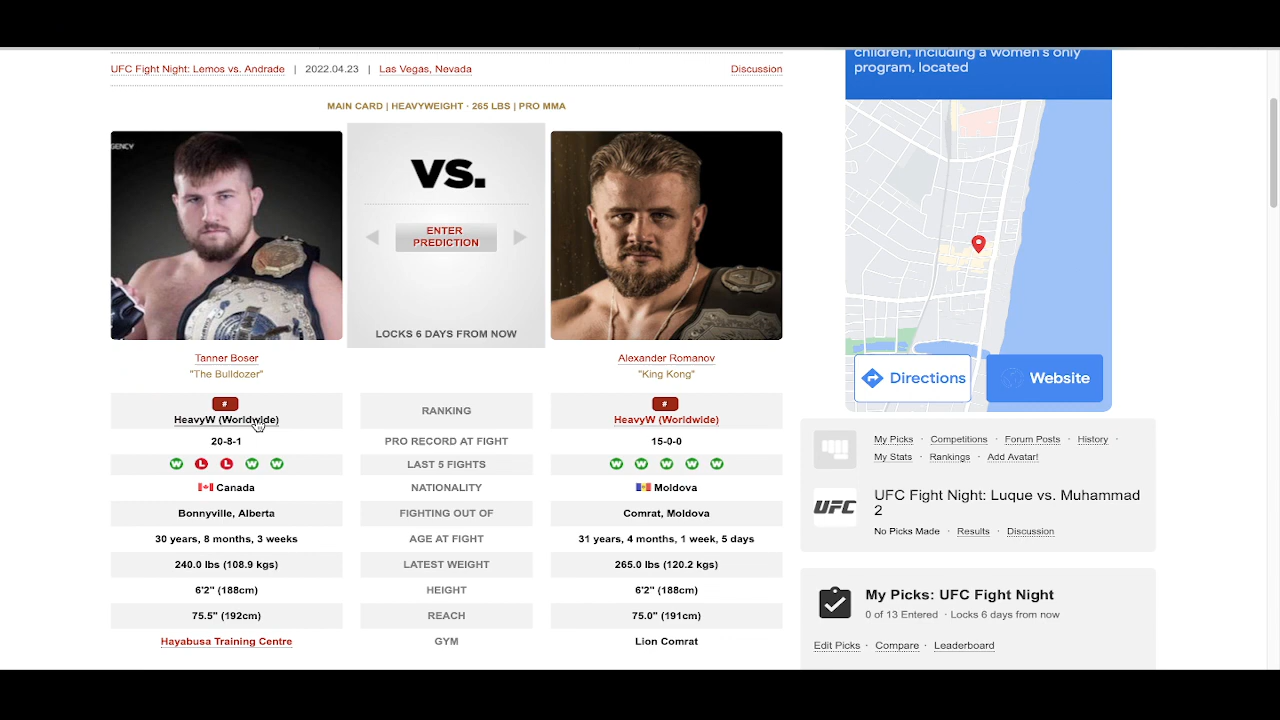 children, including a women's only
program, located
UFC Fight Night: Lemos vs. Andrade | 2022.04.23 | Las Vegas, Nevada
Discussion
MAIN CARD | HEAVYWEIGHT · 265 LBS | PRO MMA
GENCY
VS.
ENTER
PREDICTION
LOCKS 6 DAYS FROM NOW
Tanner Boser
"The Bulldozer"
Alexander Romanov
"King Kong"
#
HeavyW (Worldwide)
RANKING
#
HeavyW (Worldwide)
20-8-1 PRO RECORD AT FIGHT 15-0-0
W L L W W LAST 5 FIGHTS W W W W W
Canada NATIONALITY Moldova
Bonnyville, Alberta FIGHTING OUT OF Comrat, Moldova
30 years, 8 months, 3 weeks AGE AT FIGHT 31 years, 4 months, 1 week, 5 days
240.0 lbs (108.9 kgs) LATEST WEIGHT 265.0 lbs (120.2 kgs)
6'2" (188cm) HEIGHT 6'2" (188cm)
75.5" (192cm) REACH 75.0" (191cm)
Hayabusa Training Centre GYM Lion Comrat
Directions
Website
My Picks · Competitions · Forum Posts · History ·
My Stats · Rankings · Add Avatar!
UFC
UFC Fight Night: Luque vs. Muhammad
2
No Picks Made · Results · Discussion
My Picks: UFC Fight Night
0 of 13 Entered · Locks 6 days from now
Edit Picks · Compare · Leaderboard